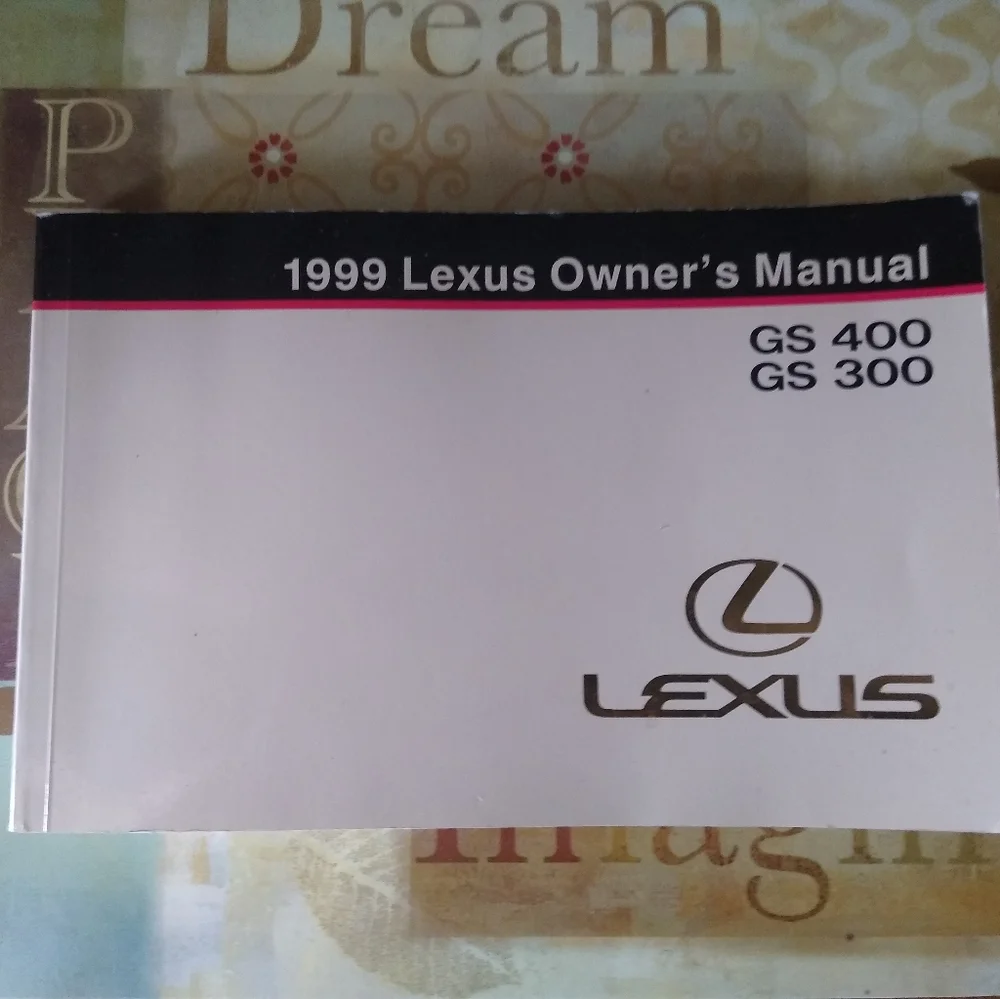 Dream
P
1999 Lexus Owner's Manual
GS 400
GS 300
LEXUS